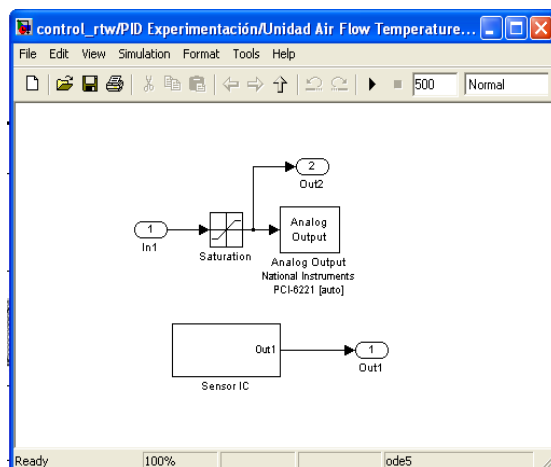 control_rtw/PID Experimentación/Unidad Air Flow Temperature...
File Edit View Simulation Format Tools Help
500 Normal
2
Out2
1
In1
Saturation
Analog
Output
Analog Output
National Instruments
PCI-6221 [auto]
Out1
Sensor IC
1
Out1
Ready 100% ode5